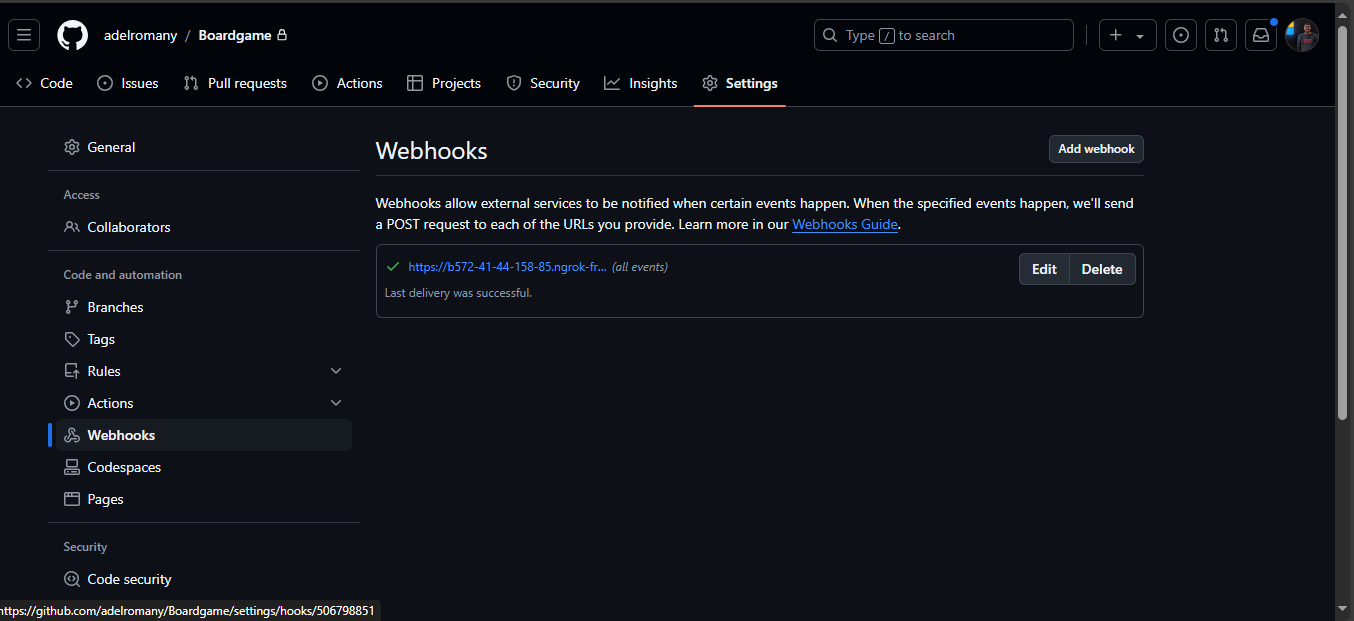 adelromany / Boardgame
Type / to search
Code Issues Pull requests Actions Projects Security Insights Settings
General
Access
Collaborators
Code and automation
Branches
Tags
Rules
Actions
Webhooks
Codespaces
Pages
Security
Code security
Webhooks
Add webhook
Webhooks allow external services to be notified when certain events happen. When the specified events happen, we'll send
a POST request to each of the URLs you provide. Learn more in our Webhooks Guide.
https://b572-41-44-158-85.ngrok-fr... (all events)
Edit Delete
Last delivery was successful.
https://github.com/adelromany/Boardgame/settings/hooks/506798851